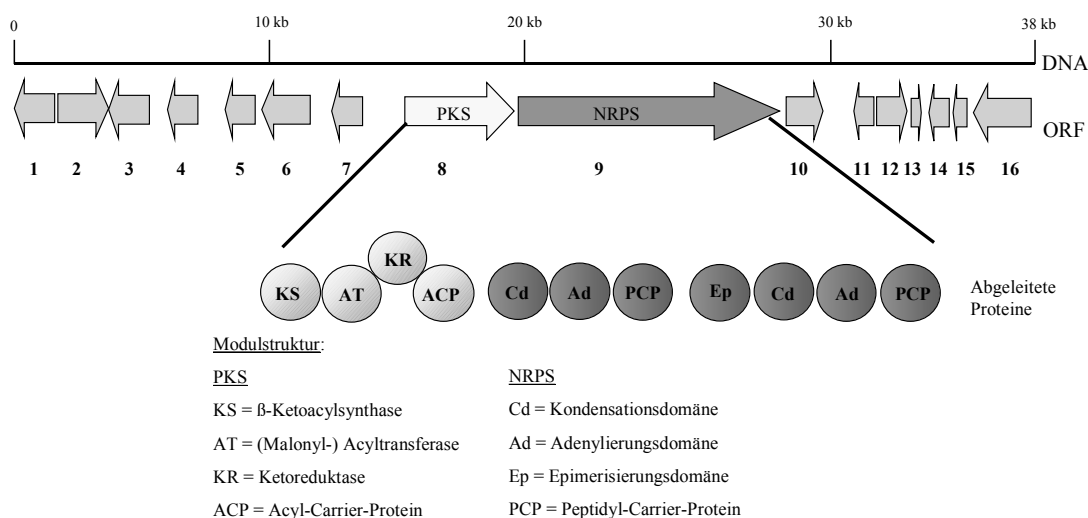 0 10 kb 20 kb 30 kb 38 kb
DNA
PKS NRPS
ORF
1 2 3 4 5 6 7 8 9 10 11 12 13 14 15 16
KS AT KR ACP Cd Ad PCP Ep Cd Ad PCP
Abgeleitete
Proteine
Modulstruktur:
PKS NRPS
KS = ß-Ketoacylsynthase Cd = Kondensationsdomäne
AT = (Malonyl-) Acyltransferase Ad = Adenylierungsdomäne
KR = Ketoreduktase Ep = Epimerisierungsdomäne
ACP = Acyl-Carrier-Protein PCP = Peptidyl-Carrier-Protein